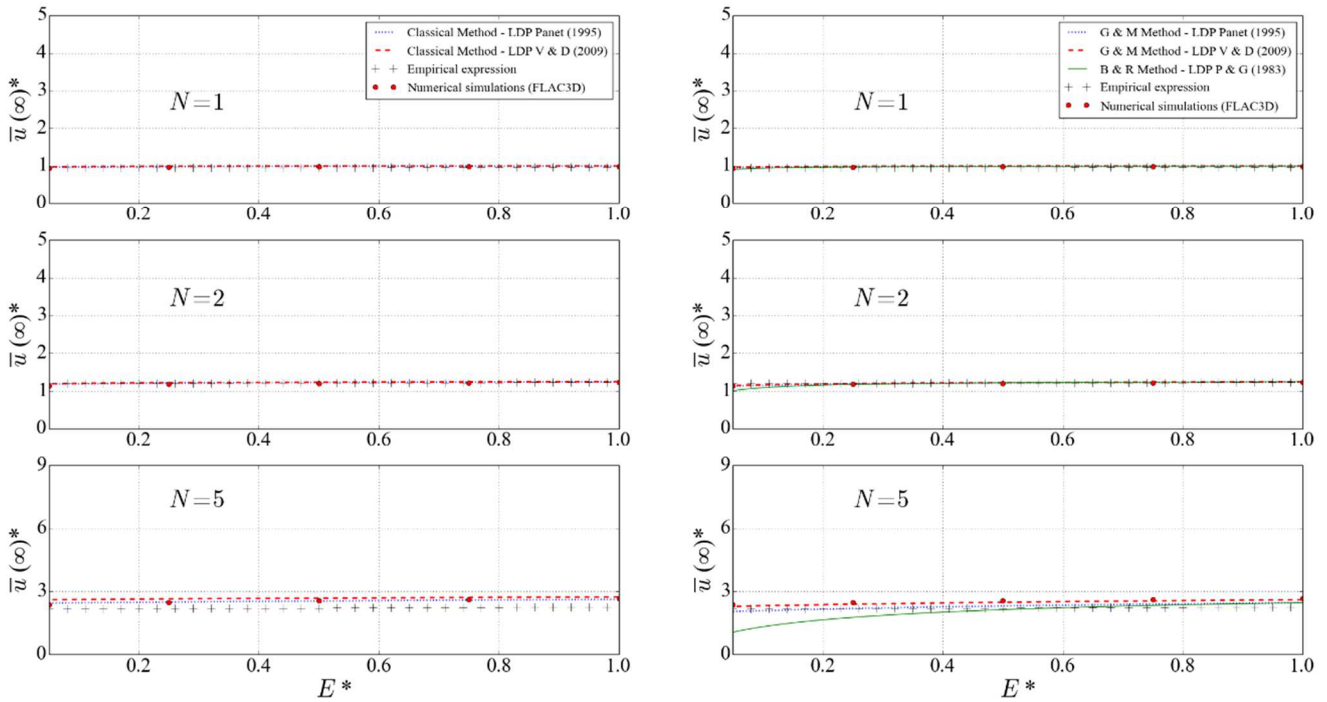 5
4
3
2
1
0
ū(∞)*
N=1
Classical Method - LDP Panet (1995)
Classical Method - LDP V & D (2009)
Empirical expression
Numerical simulations (FLAC3D)
0.2 0.4 0.6 0.8 1.0
5
4
3
2
1
0
ū(∞)*
N=2
0.2 0.4 0.6 0.8 1.0
9
6
3
0
ū(∞)*
N=5
0.2 0.4 0.6 0.8 1.0
E*
5
4
3
2
1
0
ū(∞)*
N=1
G & M Method - LDP Panet (1995)
G & M Method - LDP V & D (2009)
B & R Method - LDP P & G (1983)
Empirical expression
Numerical simulations (FLAC3D)
0.2 0.4 0.6 0.8 1.0
5
4
3
2
1
0
ū(∞)*
N=2
0.2 0.4 0.6 0.8 1.0
9
6
3
0
ū(∞)*
N=5
0.2 0.4 0.6 0.8 1.0
E*